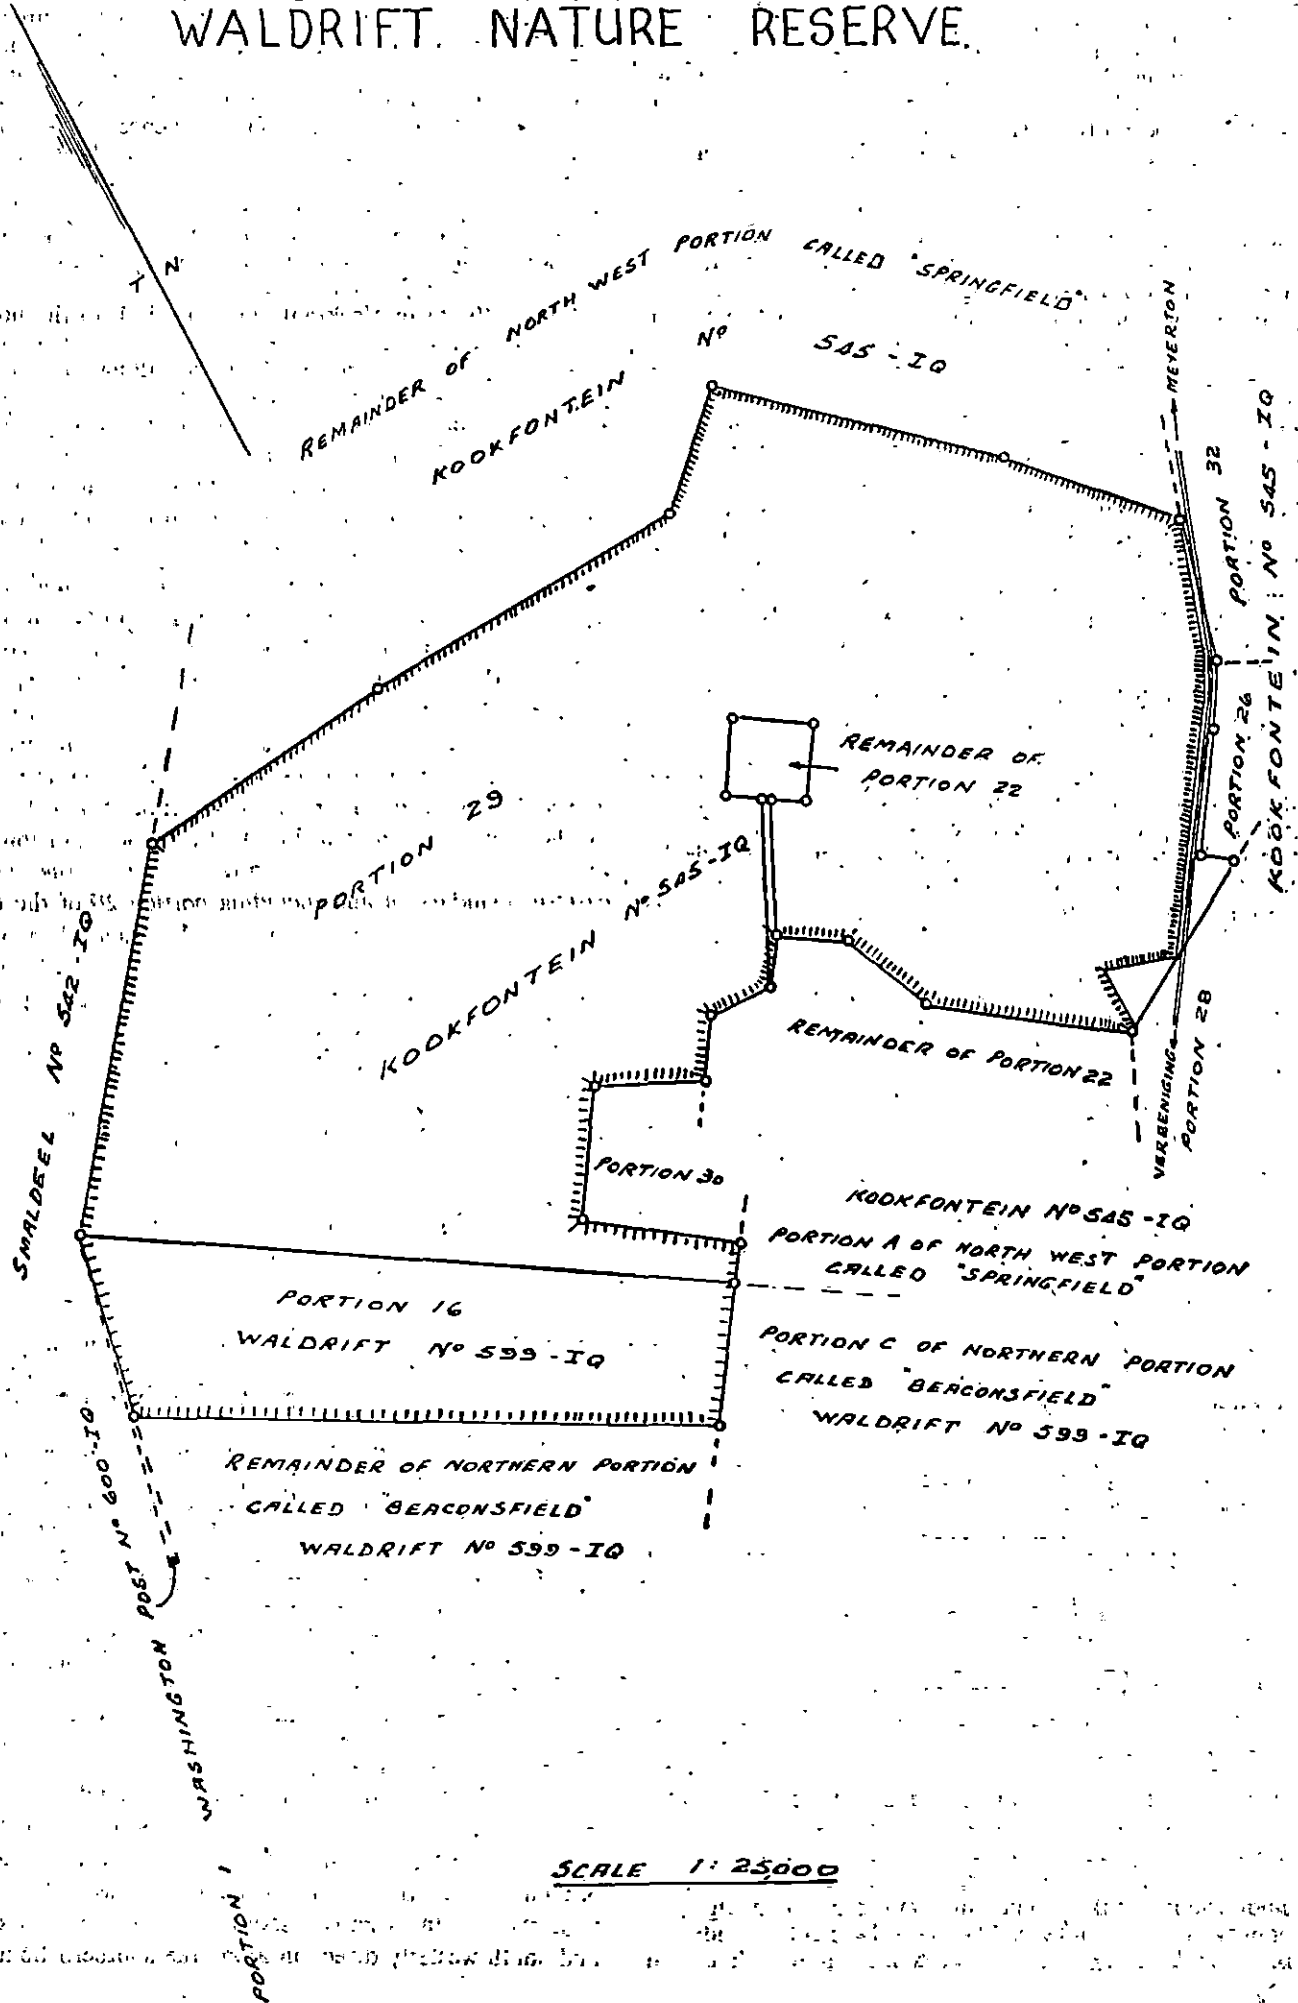 WALDRIFT NATURE RESERVE.
T N
REMAINDER OF NORTH WEST PORTION CALLED "SPRINGFIELD"
KOOKFONTEIN Nº 545-IQ
MEYERTON
PORTION 32
KOOKFONTEIN Nº 545-IQ
PORTION 26
REMAINDER OF
PORTION 22
PORTION 29
KOOKFONTEIN Nº 545-IQ
SMALDEEL Nº 542-IQ
REMAINDER OF PORTION 22
VEREENIGING
PORTION 28
PORTION 30
KOOKFONTEIN Nº 545-IQ
PORTION A OF NORTH WEST PORTION
CALLED "SPRINGFIELD"
PORTION 16
WALDRIFT Nº 599-IQ
PORTION C OF NORTHERN PORTION
CALLED "BEACONSFIELD"
WALDRIFT Nº 599-IQ
REMAINDER OF NORTHERN PORTION
CALLED "BEACONSFIELD"
WALDRIFT Nº 599-IQ
PORTION 1 WASHINGTON POST Nº 600-IQ
SCALE 1:25,000